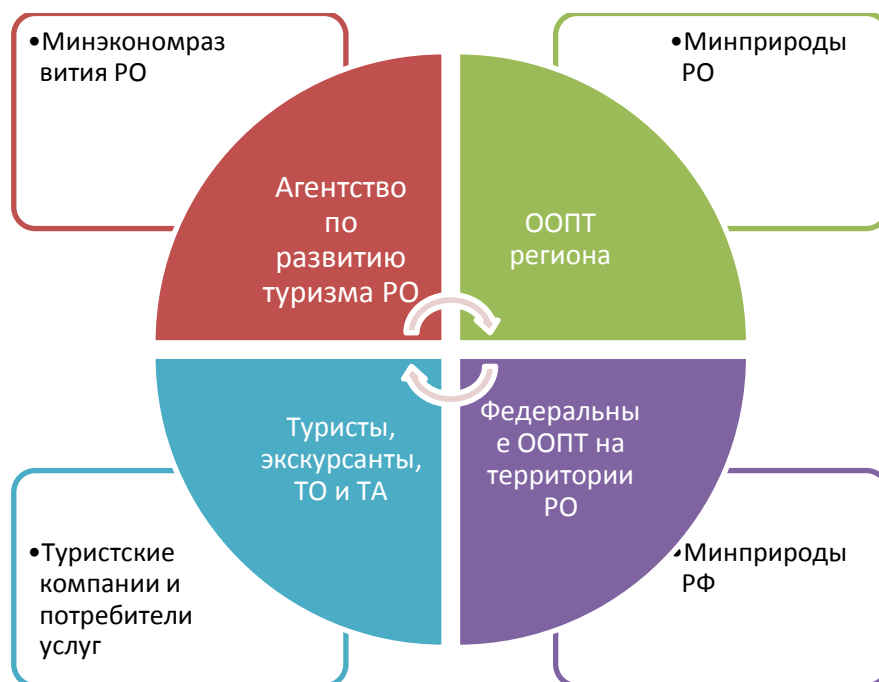 •Минэкономраз
вития РО
•Минприроды
РО
Агентство
по
развитию
туризма РО
ООПТ
региона
Туристы,
экскурсанты,
ТО и ТА
Федеральны
е ООПТ на
территории
РО
•Туристские
компании и
потребители
услуг
•Минприроды
РФ